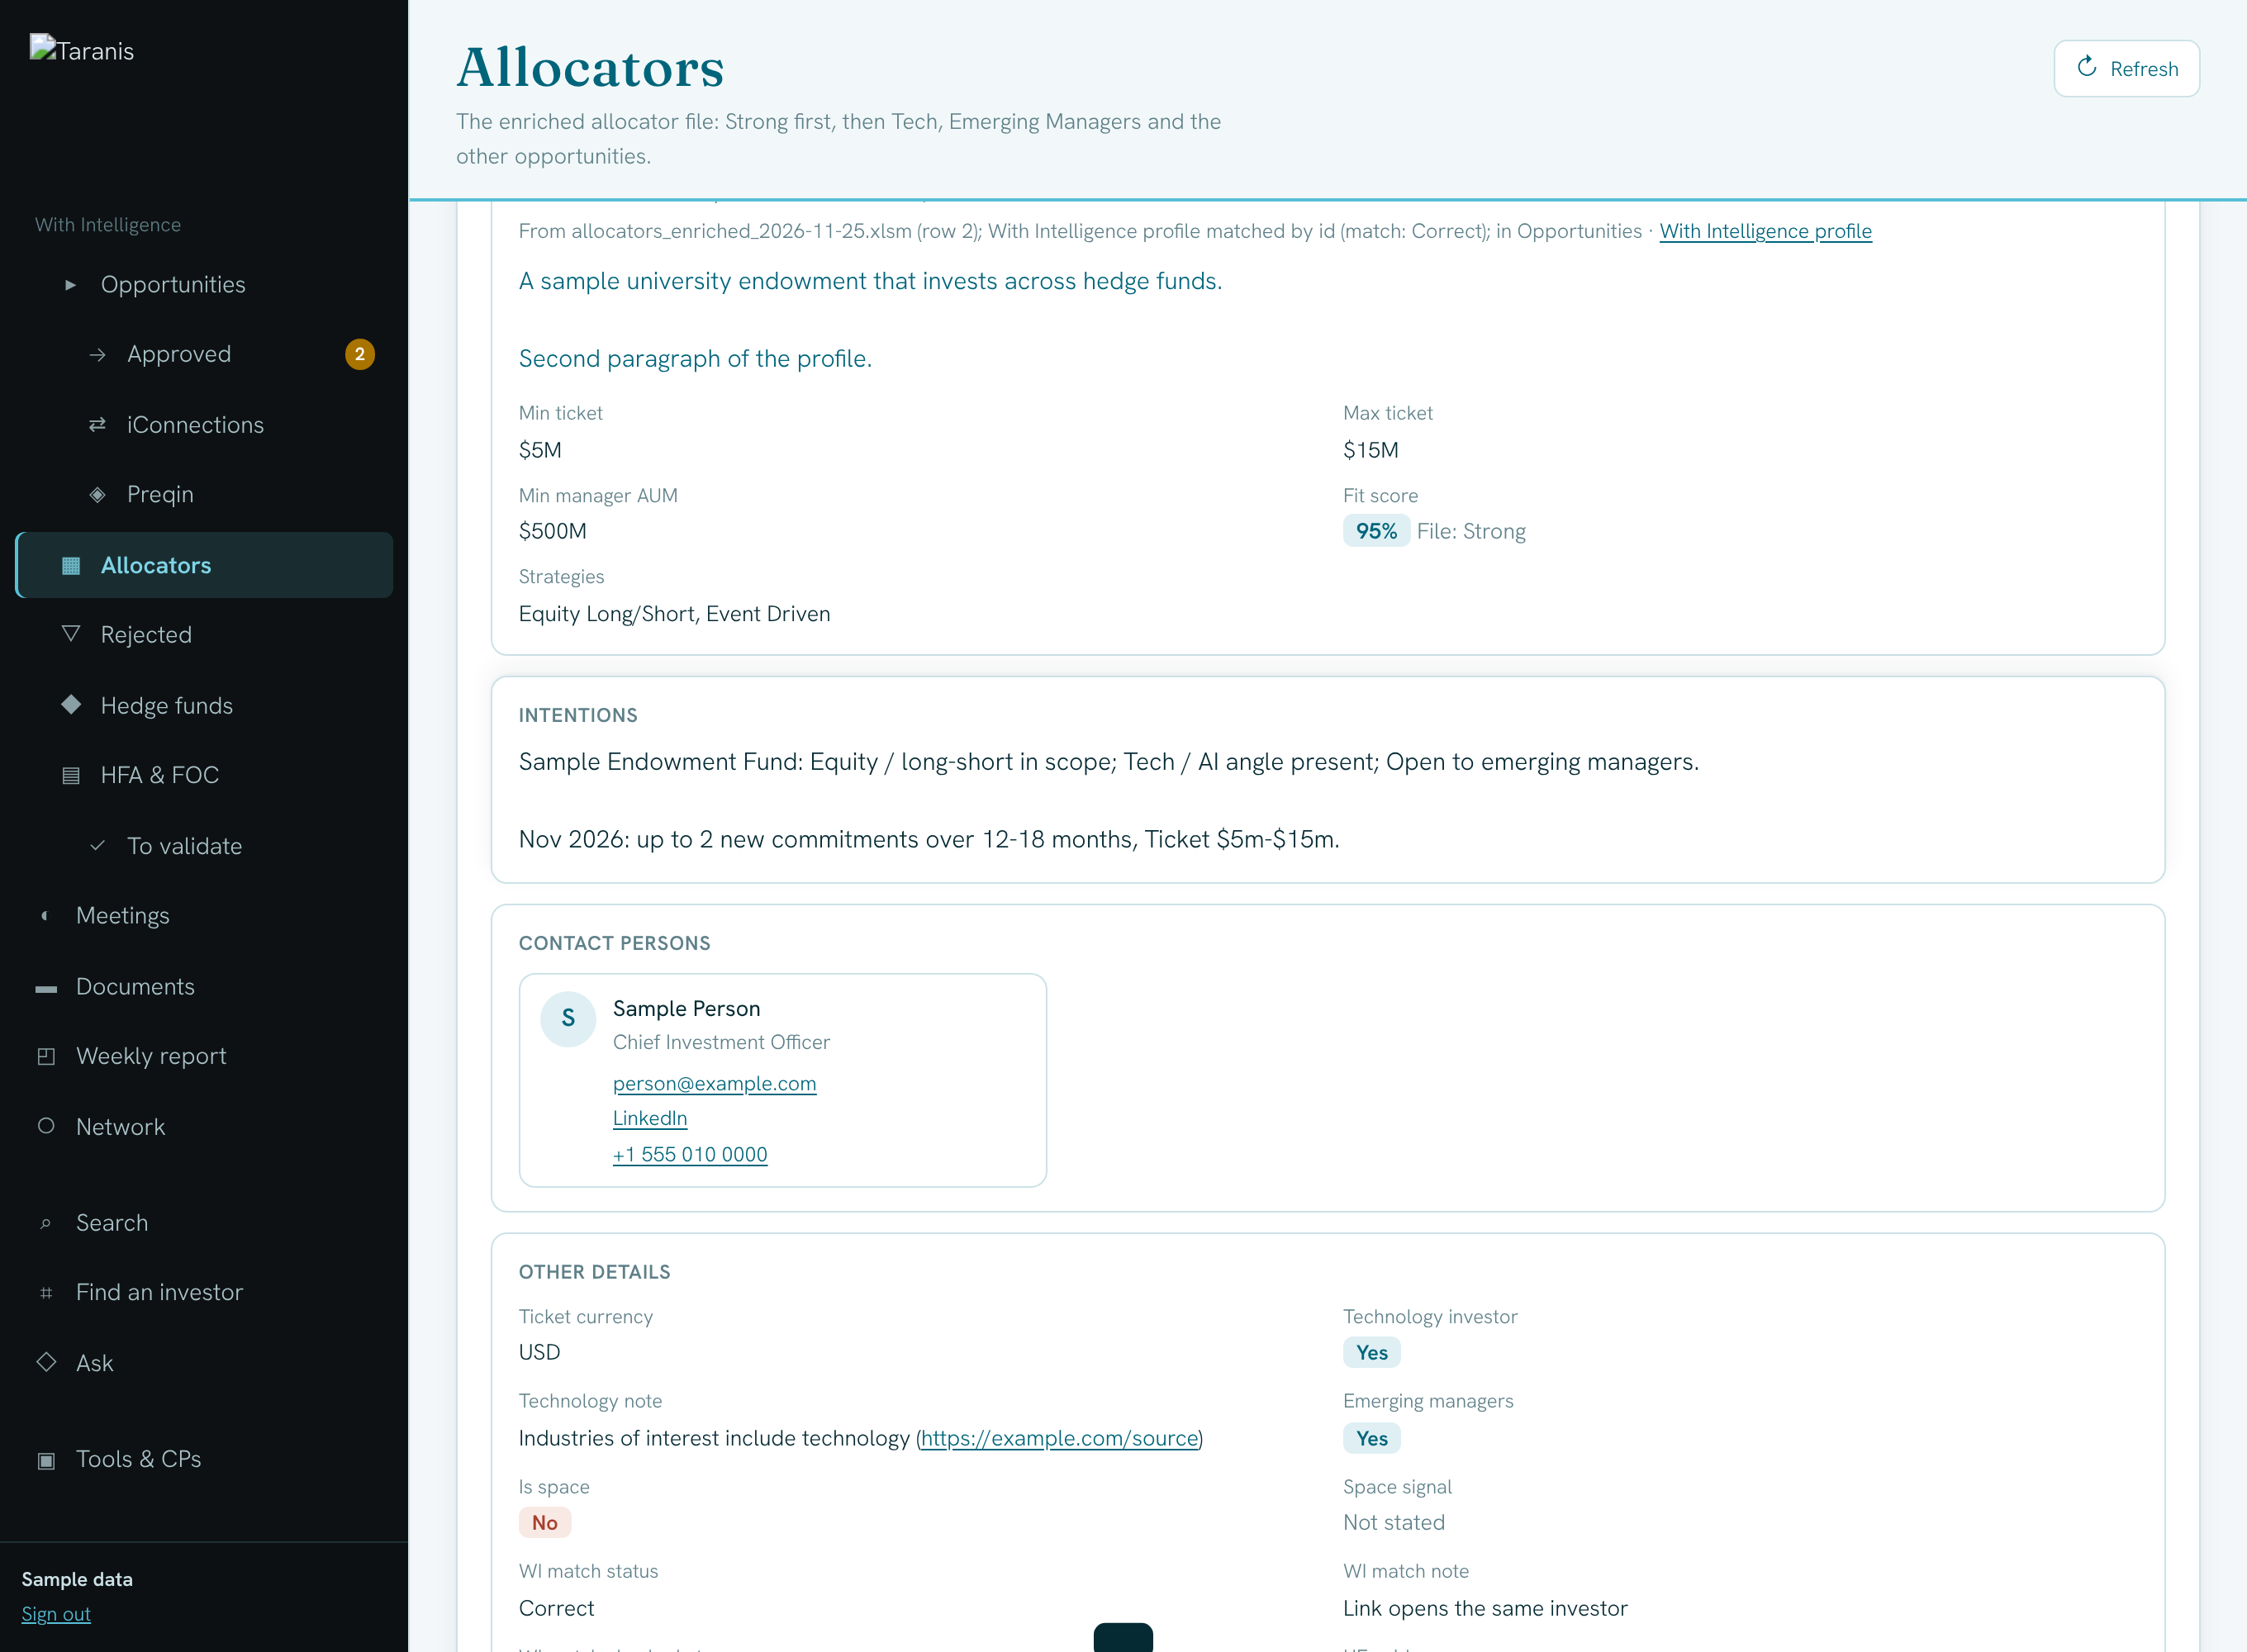 Taranis
With Intelligence
Opportunities
Approved 2
iConnections
Preqin
Allocators
Rejected
Hedge funds
HFA & FOC
To validate
Meetings
Documents
Weekly report
Network
Search
Find an investor
Ask
Tools & CPs
Sample data
Sign out
Allocators
Refresh
The enriched allocator file: Strong first, then Tech, Emerging Managers and the
other opportunities.
From allocators_enriched_2026-11-25.xlsm (row 2); With Intelligence profile matched by id (match: Correct); in Opportunities · With Intelligence profile
A sample university endowment that invests across hedge funds.
Second paragraph of the profile.
Min ticket
$5M
Max ticket
$15M
Min manager AUM
$500M
Fit score
95% File: Strong
Strategies
Equity Long/Short, Event Driven
INTENTIONS
Sample Endowment Fund: Equity / long-short in scope; Tech / AI angle present; Open to emerging managers.
Nov 2026: up to 2 new commitments over 12-18 months, Ticket $5m-$15m.
CONTACT PERSONS
S
Sample Person
Chief Investment Officer
person@example.com
LinkedIn
+1 555 010 0000
OTHER DETAILS
Ticket currency
USD
Technology investor
Yes
Technology note
Industries of interest include technology (https://example.com/source)
Emerging managers
Yes
Is space
No
Space signal
Not stated
WI match status
Correct
WI match note
Link opens the same investor